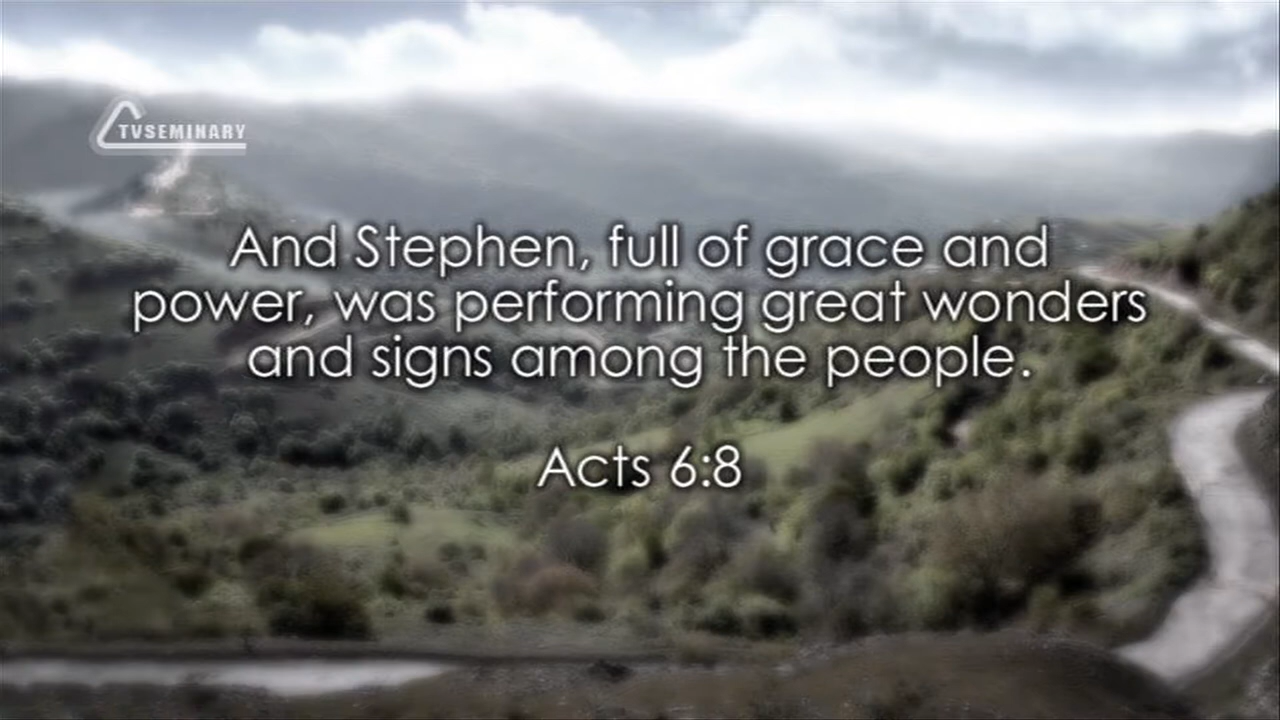 TVSEMINARY
And Stephen, full of grace and
power, was performing great wonders
and signs among the people.
Acts 6:8